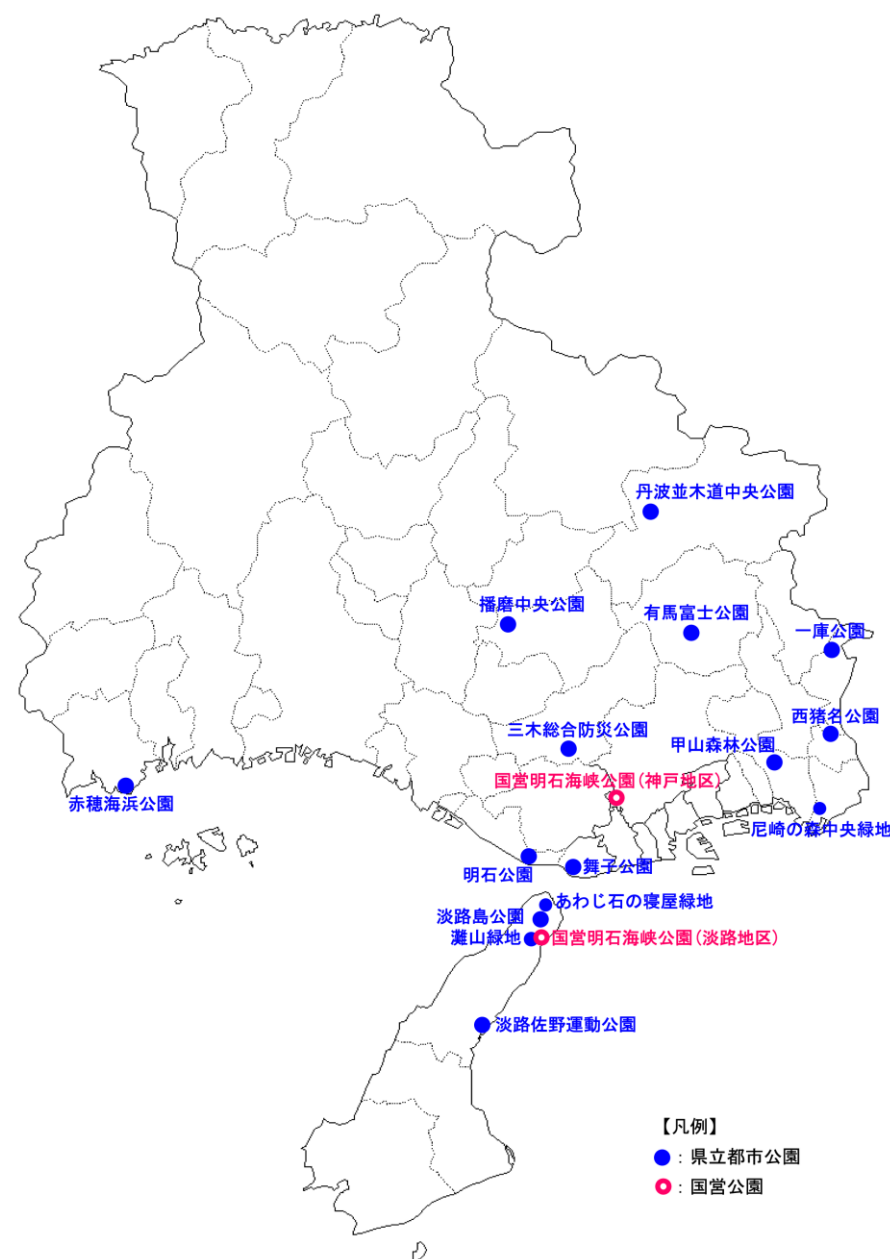 丹波並木道中央公園
播磨中央公園
有馬富士公園
一庫公園
西猪名公園
三木総合防災公園
甲山森林公園
国営明石海峡公園(神戸地区)
赤穂海浜公園
尼崎の森中央緑地
明石公園
舞子公園
あわじ石の寝屋緑地
淡路島公園
灘山緑地
国営明石海峡公園(淡路地区)
淡路佐野運動公園
【凡例】
：県立都市公園
：国営公園